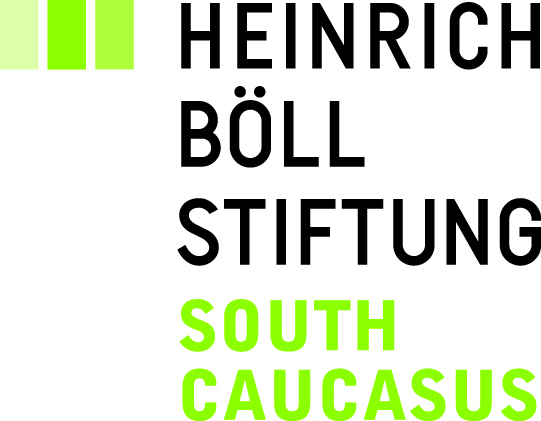 HEINRICH
BÖLL
STIFTUNG
SOUTH
CAUCASUS